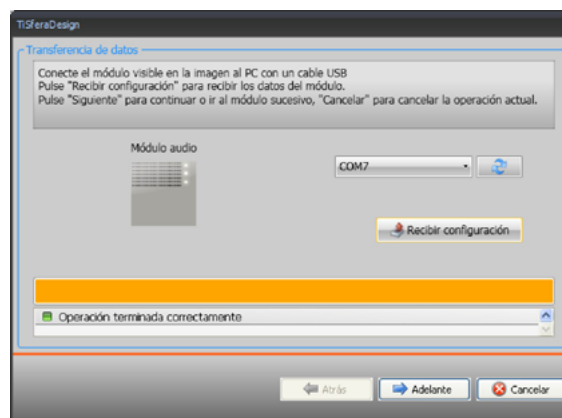 TiSferaDesign
Transferencia de datos
Conecte el módulo visible en la imagen al PC con un cable USB
Pulse "Recibir configuración" para recibir los datos del módulo.
Pulse "Siguiente" para continuar o ir al módulo sucesivo, "Cancelar" para cancelar la operación actual.
Módulo audio
COM7
Recibir configuración
Operación terminada correctamente
Atrás
Adelante
Cancelar